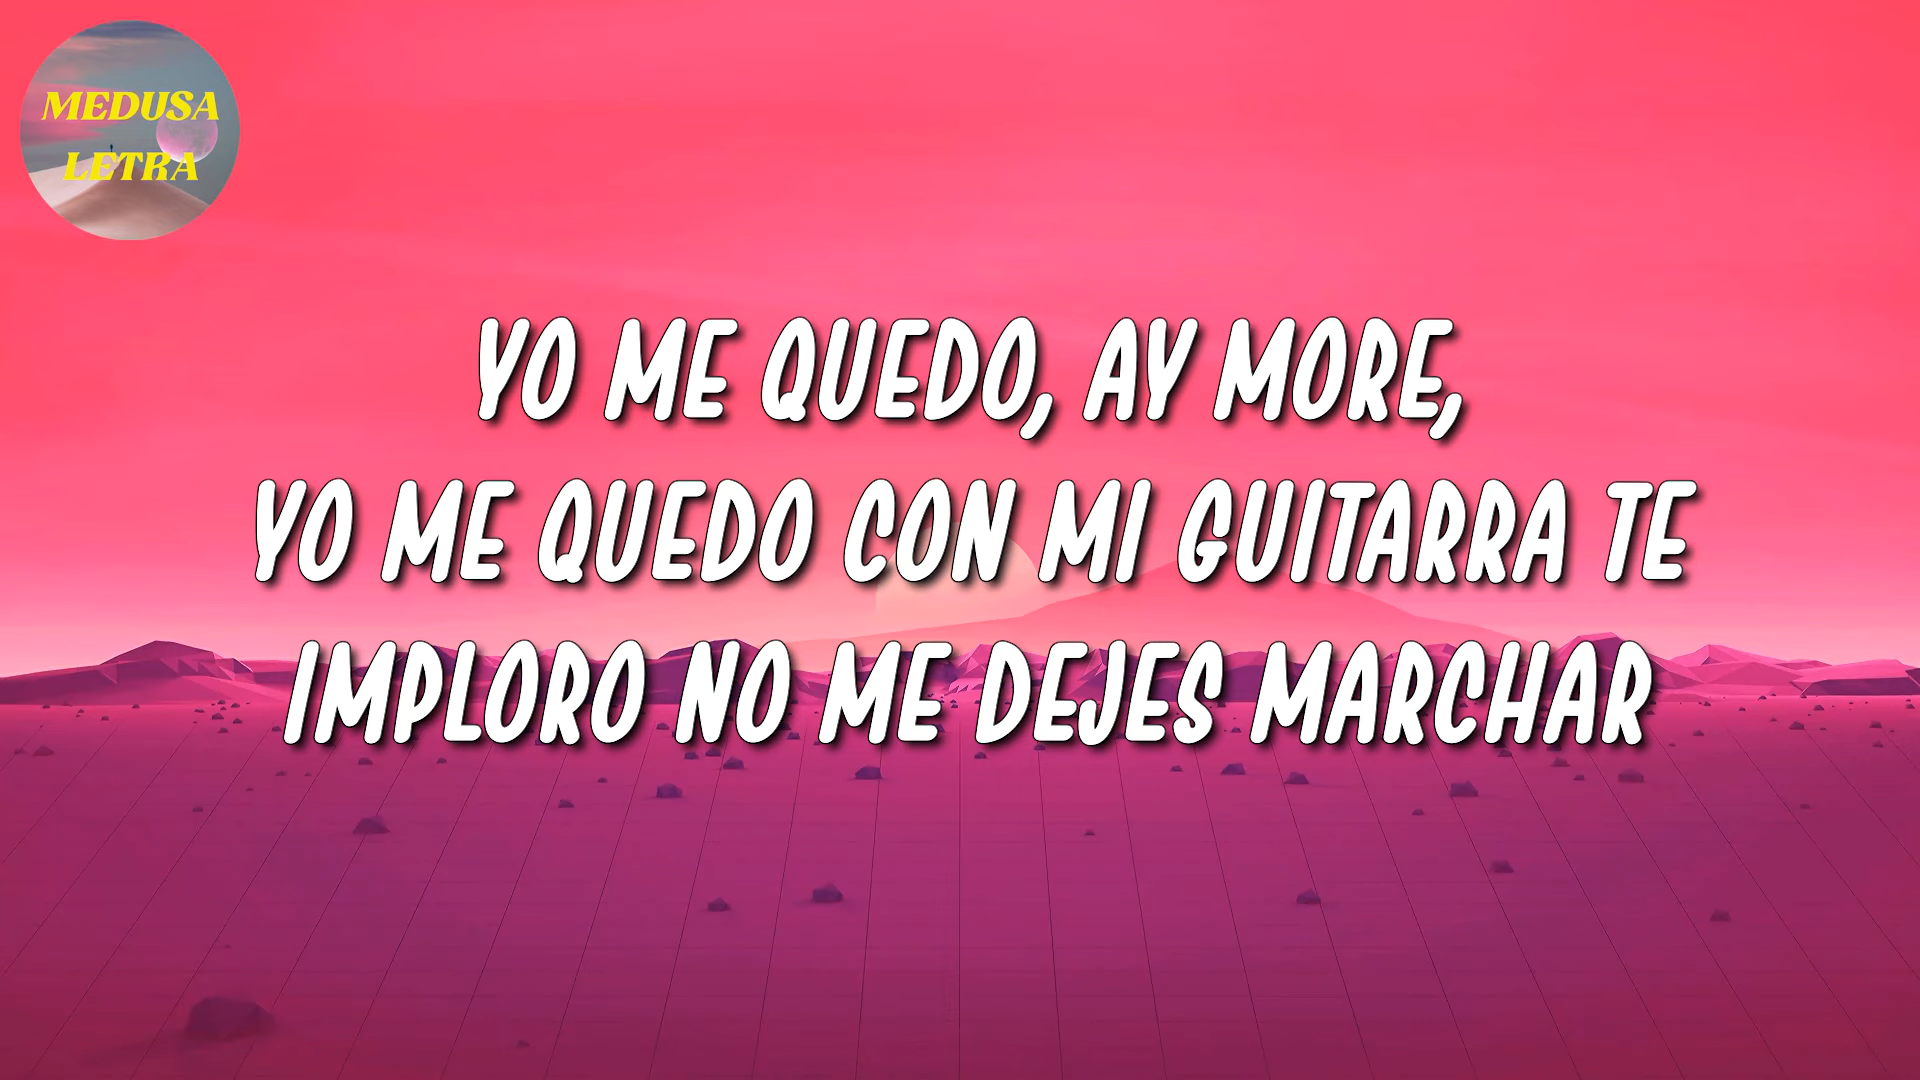 MEDUSA
LETRA
YO ME QUEDO, AY MORE,
YO ME QUEDO CON MI GUITARRA TE
IMPLORO NO ME DEJES MARCHAR